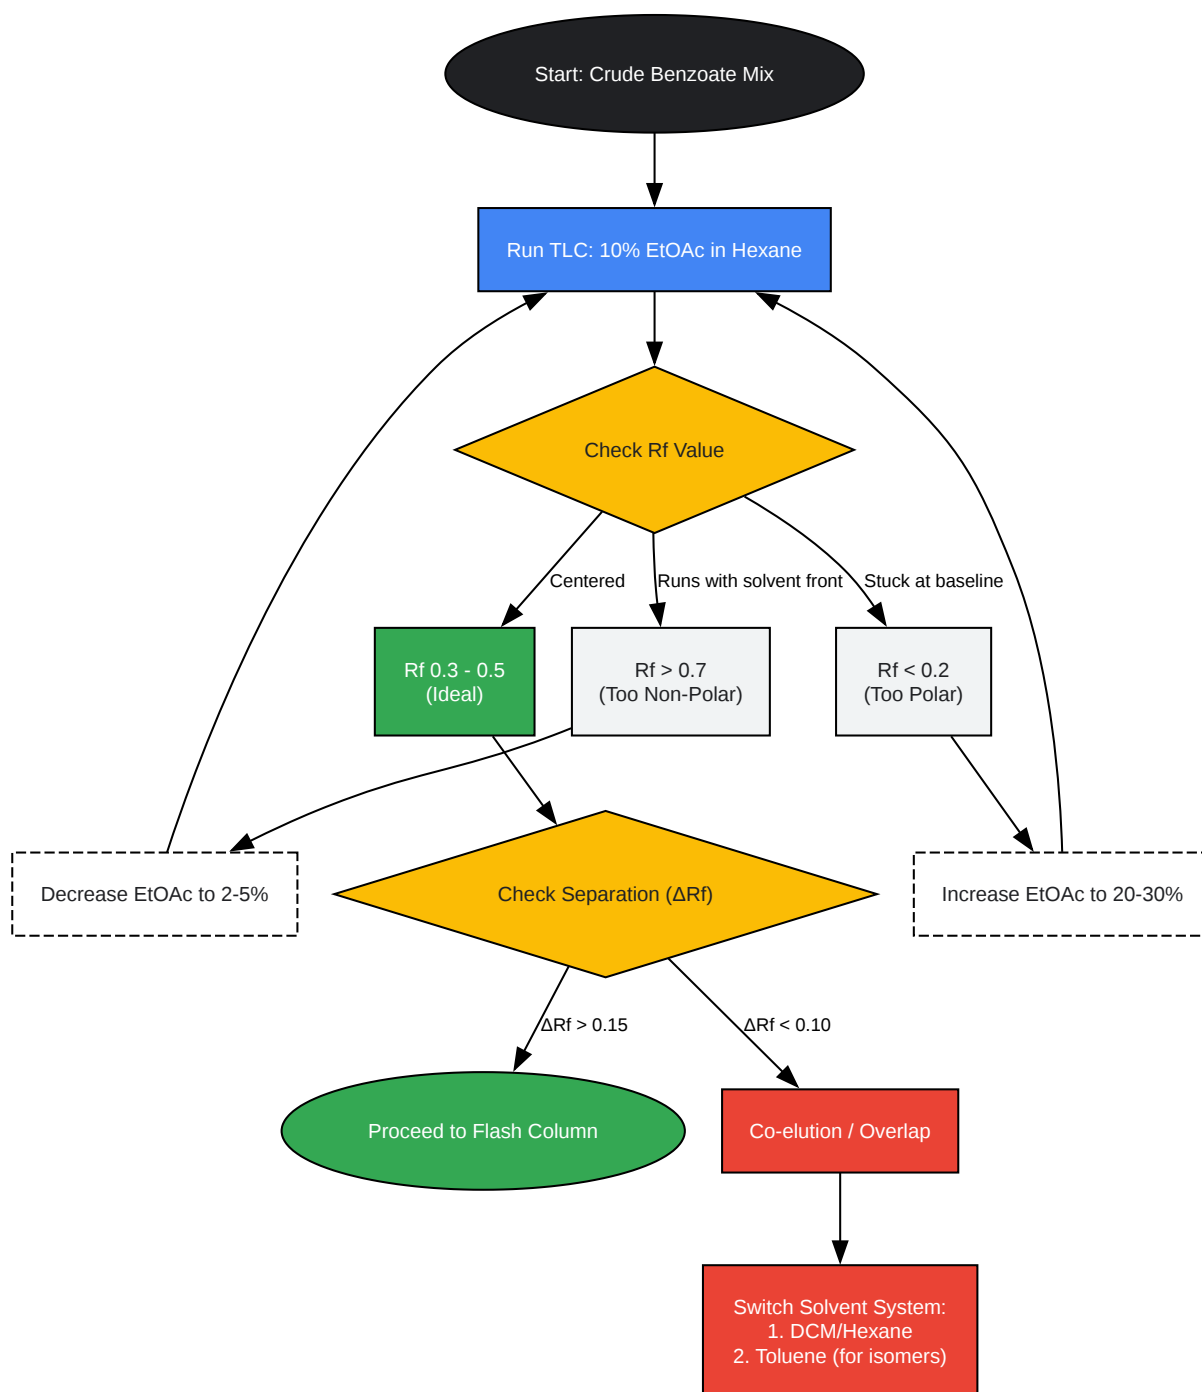 Start: Crude Benzoate Mix
Run TLC: 10% EtOAc in Hexane
Check Rf Value
Centered
Runs with solvent front
Stuck at baseline
Rf 0.3 - 0.5
(Ideal)
Rf > 0.7
(Too Non-Polar)
Rf < 0.2
(Too Polar)
Decrease EtOAc to 2-5%
Check Separation (ΔRf)
Increase EtOAc to 20-30%
ΔRf > 0.15
ΔRf < 0.10
Proceed to Flash Column
Co-elution / Overlap
Switch Solvent System:
1. DCM/Hexane
2. Toluene (for isomers)